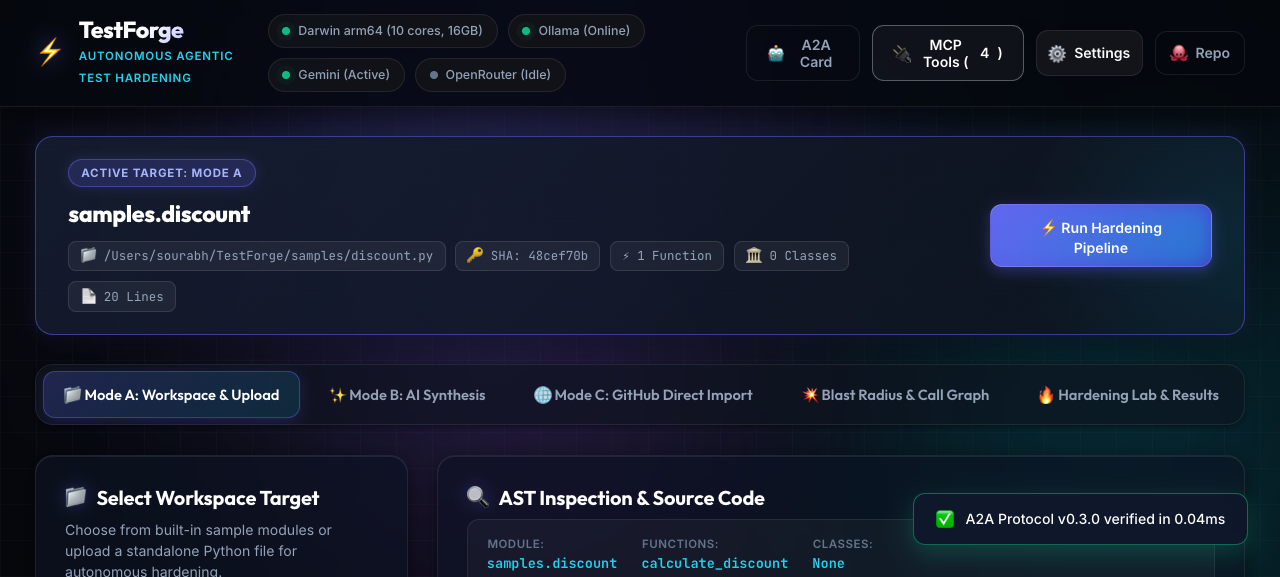 TestForge
AUTONOMOUS AGENTIC
TEST HARDENING
Darwin arm64 (10 cores, 16GB)
Ollama (Online)
Gemini (Active)
OpenRouter (Idle)
A2A
Card
MCP
Tools ( 4 )
Settings
Repo
ACTIVE TARGET: MODE A
samples.discount
/Users/sourabh/TestForge/samples/discount.py
SHA: 48cef70b
1 Function
0 Classes
20 Lines
Run Hardening
Pipeline
Mode A: Workspace & Upload
Mode B: AI Synthesis
Mode C: GitHub Direct Import
Blast Radius & Call Graph
Hardening Lab & Results
Select Workspace Target
Choose from built-in sample modules or
upload a standalone Python file for
autonomous hardening.
AST Inspection & Source Code
A2A Protocol v0.3.0 verified in 0.04ms
MODULE:
samples.discount
FUNCTIONS:
calculate_discount
CLASSES:
None